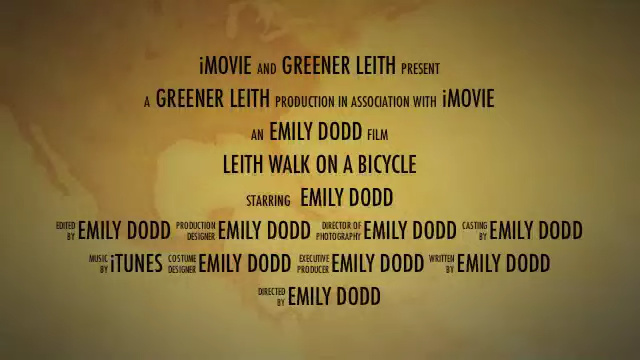 iMOVIE AND GREENER LEITH PRESENT
A GREENER LEITH PRODUCTION IN ASSOCIATION WITH iMOVIE
AN EMILY DODD FILM
LEITH WALK ON A BICYCLE
STARRING EMILY DODD
EDITED BY EMILY DODD PRODUCTION DESIGNER EMILY DODD DIRECTOR OF PHOTOGRAPHY EMILY DODD CASTING BY EMILY DODD
MUSIC BY iTUNES COSTUME DESIGNER EMILY DODD EXECUTIVE PRODUCER EMILY DODD WRITTEN BY EMILY DODD
DIRECTED BY EMILY DODD